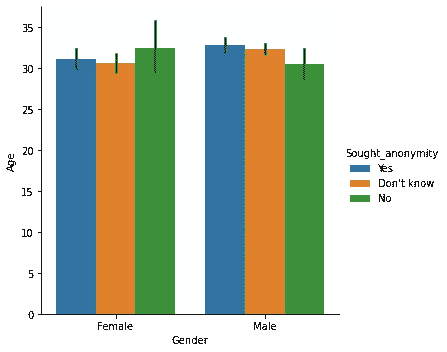 35
30
25
20
15
10
5
0
Age
Female
Male
Gender
Sought_anonymity
Yes
Don't know
No